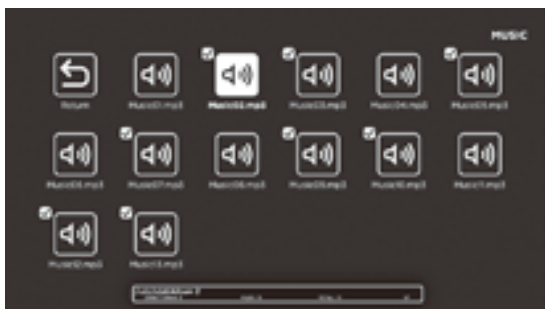 MUSIC
Return Music01.mp3 Music02.mp3 Music03.mp3 Music04.mp3 Music05.mp3
Music06.mp3 Music07.mp3 Music08.mp3 Music09.mp3 Music10.mp3 Music11.mp3
Music12.mp3 Music13.mp3